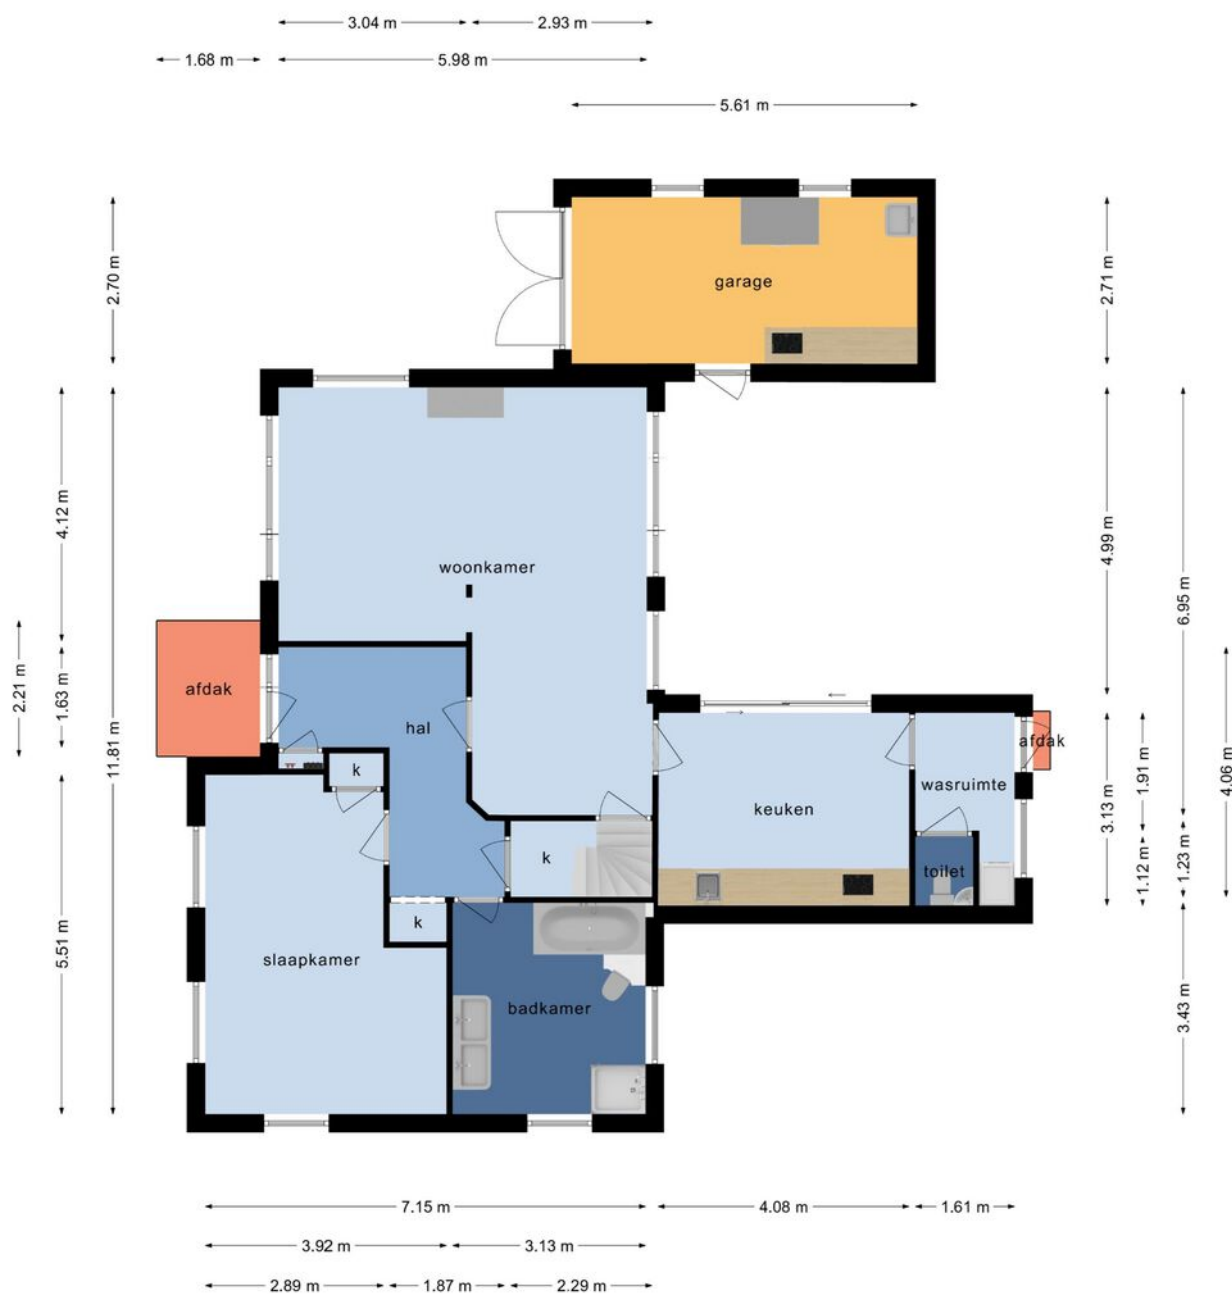 3.04 m
2.93 m
1.68 m
5.98 m
5.61 m
2.70 m
2.71 m
garage
4.12 m
11.81 m
4.99 m
6.95 m
woonkamer
2.21 m
1.63 m
afdak
hal
k
keuken
wasruimte
afdak
3.13 m
1.91 m
4.06 m
k
toilet
1.12 m
1.23 m
k
5.51 m
slaapkamer
badkamer
3.43 m
7.15 m
4.08 m
1.61 m
3.92 m
3.13 m
2.89 m
1.87 m
2.29 m